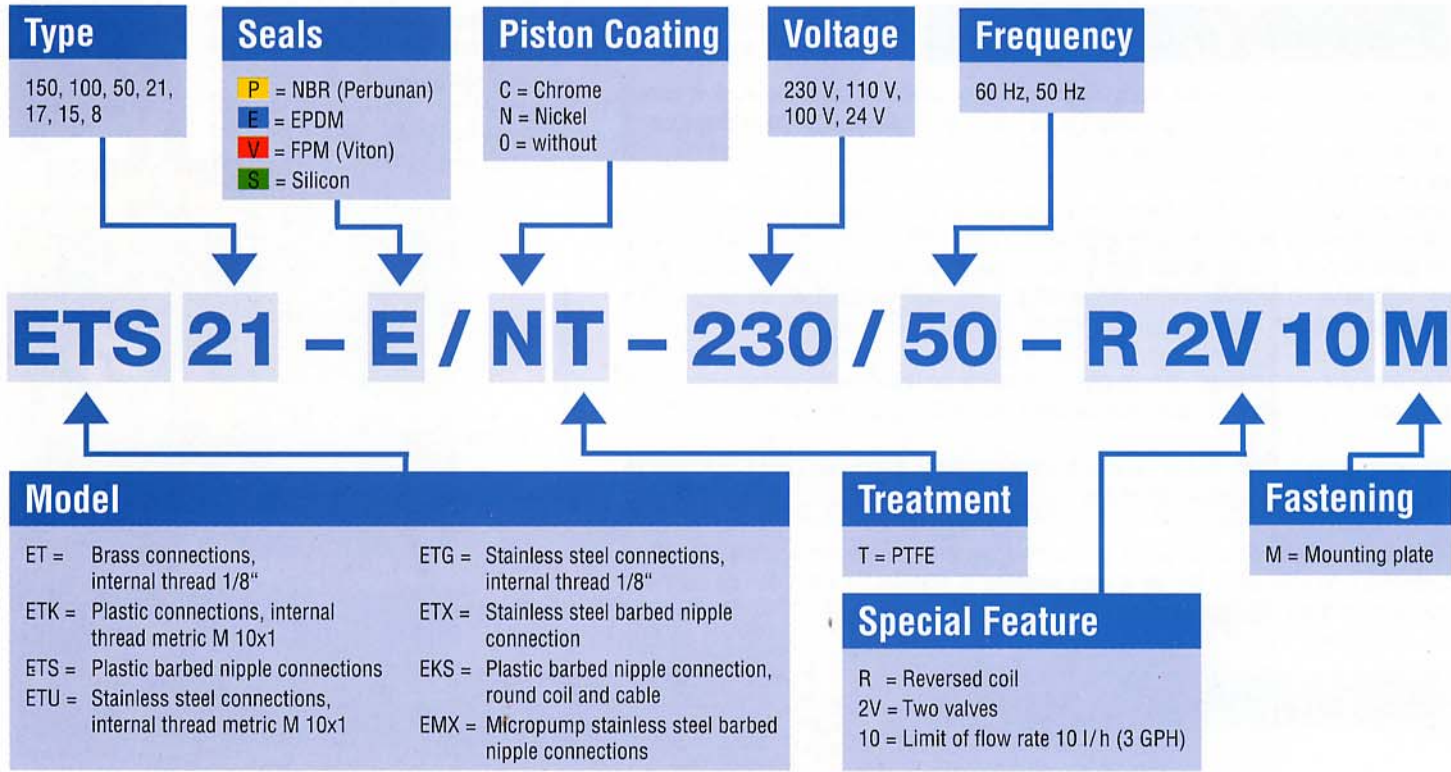 Type
150, 100, 50, 21,
17, 15, 8
Seals
P = NBR (Perbunan)
E = EPDM
V = FPM (Viton)
S = Silicon
Piston Coating
C = Chrome
N = Nickel
0 = without
Voltage
230 V, 110 V,
100 V, 24 V
Frequency
60 Hz, 50 Hz
ETS 21 – E / N T – 230 / 50 – R 2V 10 M
Model
ET = Brass connections,
internal thread 1/8“
ETK = Plastic connections, internal
thread metric M 10x1
ETS = Plastic barbed nipple connections
ETU = Stainless steel connections,
internal thread metric M 10x1
ETG = Stainless steel connections,
internal thread 1/8“
ETX = Stainless steel barbed nipple
connection
EKS = Plastic barbed nipple connection,
round coil and cable
EMX = Micropump stainless steel barbed
nipple connections
Treatment
T = PTFE
Special Feature
R = Reversed coil
2V = Two valves
10 = Limit of flow rate 10 l/h (3 GPH)
Fastening
M = Mounting plate